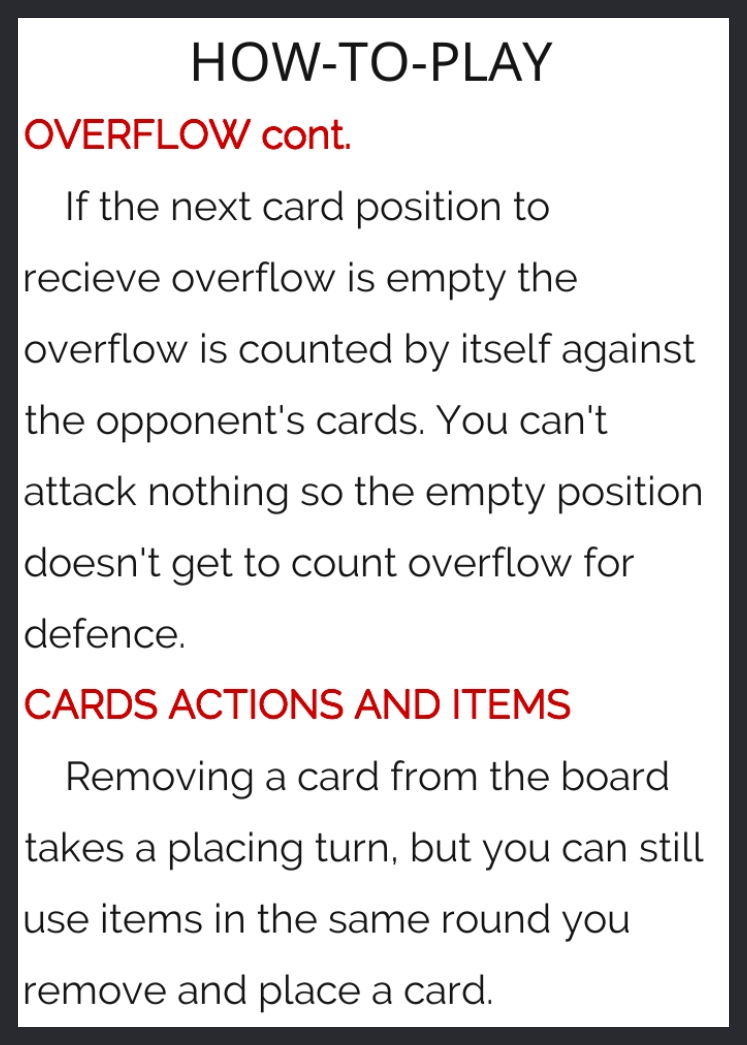 HOW-TO-PLAY
OVERFLOW cont.
If the next card position to
recieve overflow is empty the
overflow is counted by itself against
the opponent's cards. You can't
attack nothing so the empty position
doesn't get to count overflow for
defence.
CARDS ACTIONS AND ITEMS
Removing a card from the board
takes a placing turn, but you can still
use items in the same round you
remove and place a card.